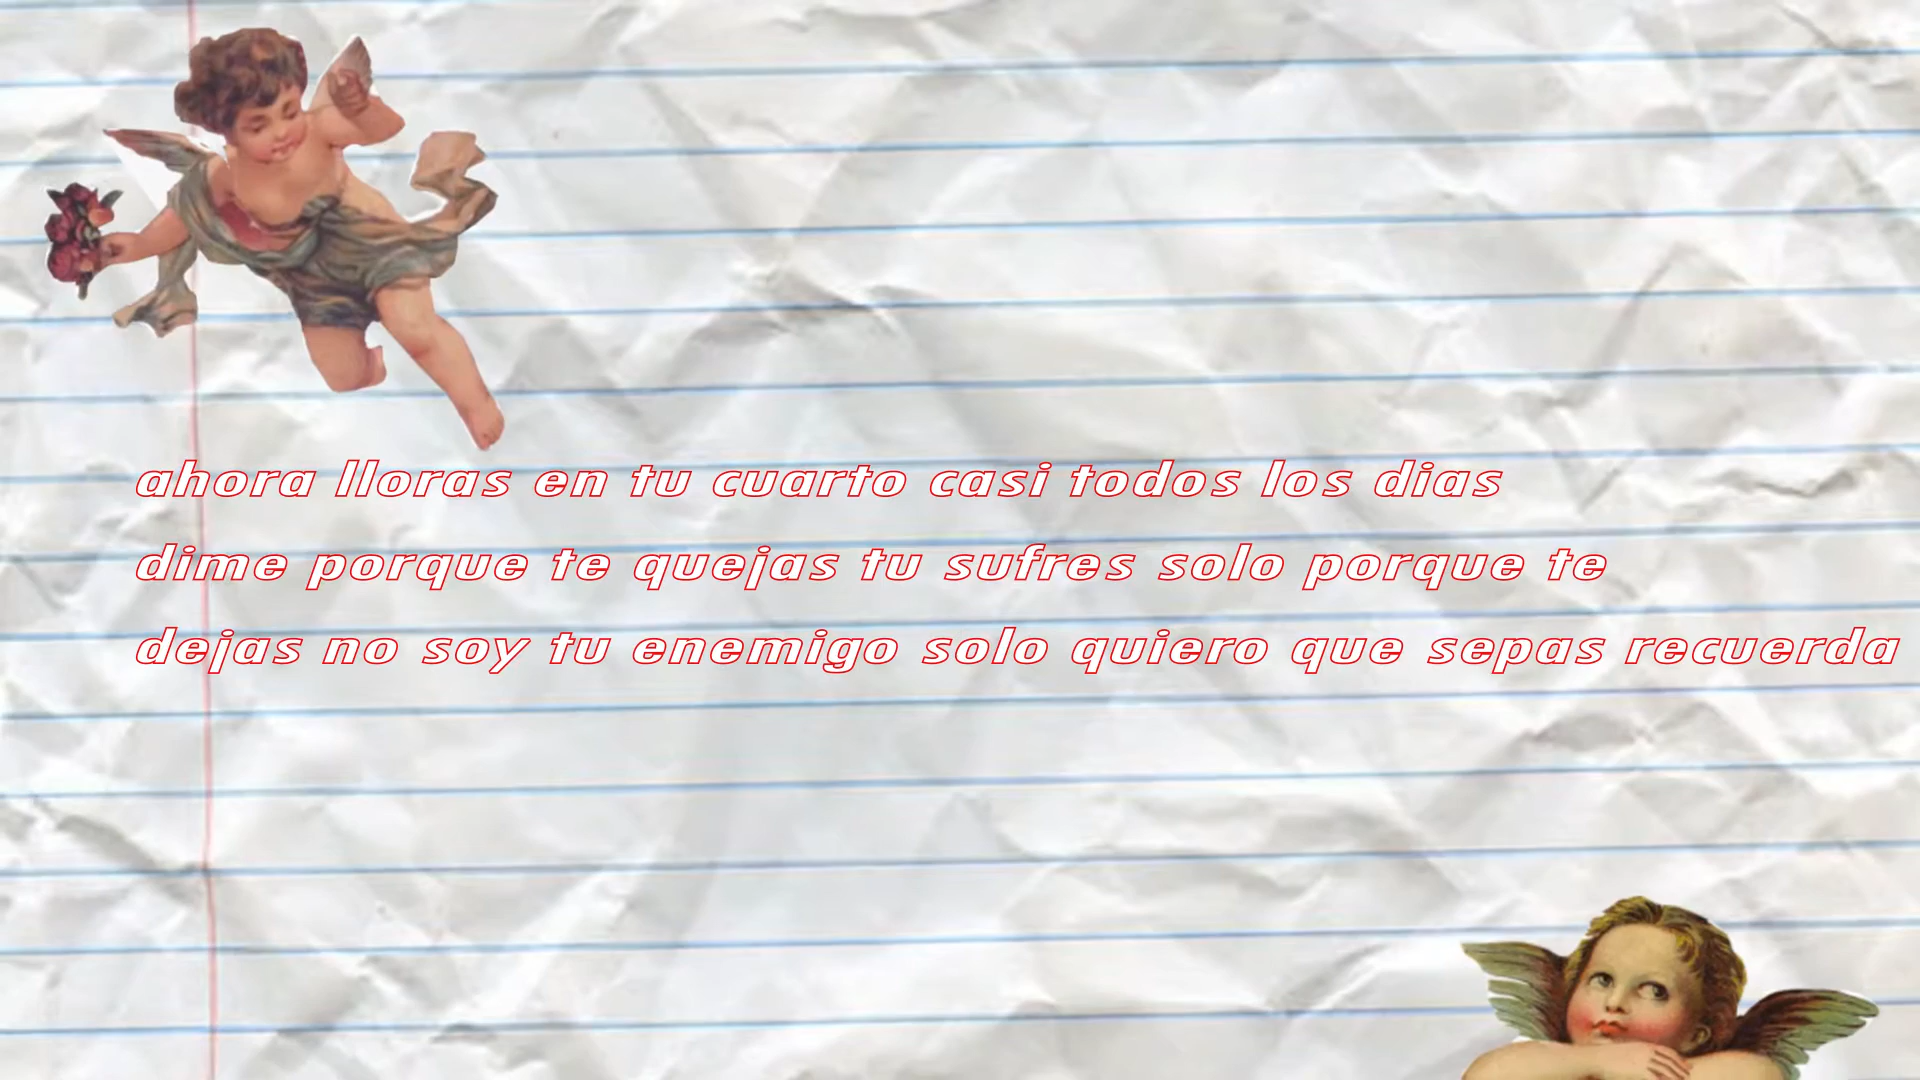 ahora lloras en tu cuarto casi todos los dias
dime porque te quejas tu sufres solo porque te
dejas no soy tu enemigo solo quiero que sepas recuerda